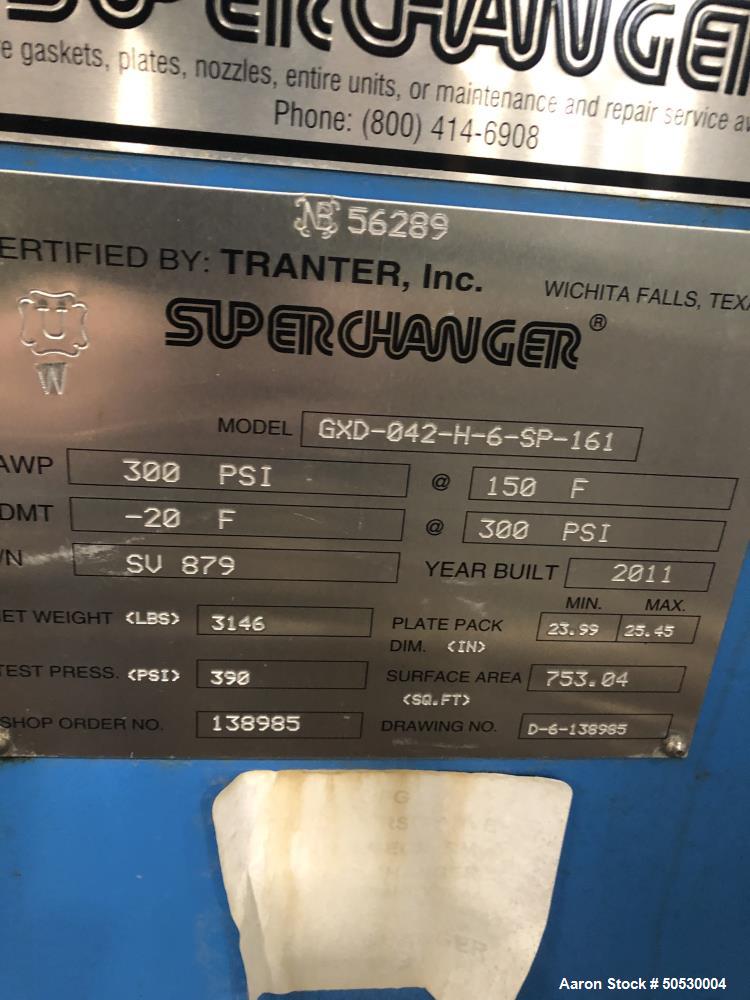 SUPERCHANGE
e gaskets, plates, nozzles, entire units, or maintenance and repair service av
Phone: (800) 414-6908
NB 56289
ERTIFIED BY: TRANTER, Inc. WICHITA FALLS, TEXA
U
W
SUPERCHANGER®
MODEL GXD-042-H-6-SP-161
AWP 300 PSI @ 150 F
DMT -20 F @ 300 PSI
/N SV 879 YEAR BUILT 2011
ET WEIGHT <LBS> 3146 PLATE PACK DIM. <IN> MIN. 23.99 MAX. 25.45
TEST PRESS. <PSI> 390 SURFACE AREA <SQ.FT> 753.04
SHOP ORDER NO. 138985 DRAWING NO. D-6-138985
Aaron Stock # 50530004